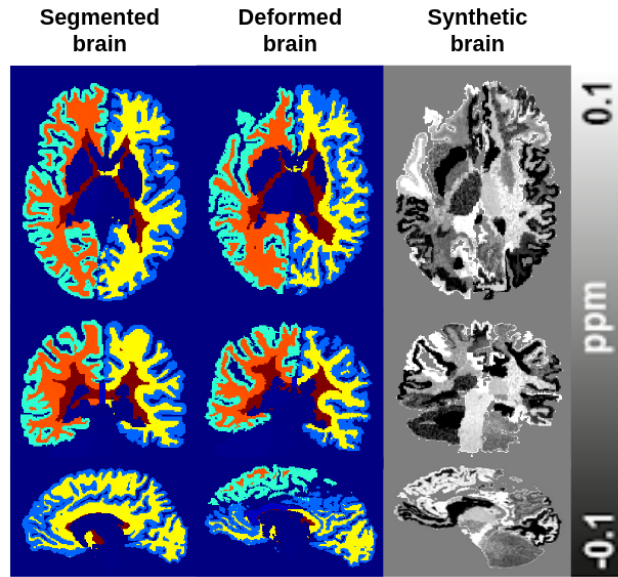 Segmented
brain
Deformed
brain
Synthetic
brain
0.1
ppm
-0.1